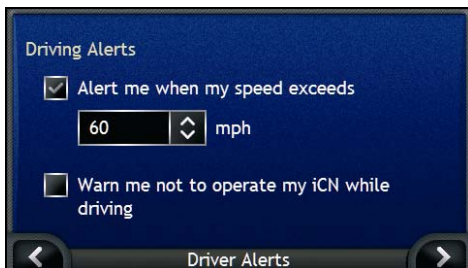 Driving Alerts
Alert me when my speed exceeds
60 mph
Warn me not to operate my iCN while
driving
Driver Alerts